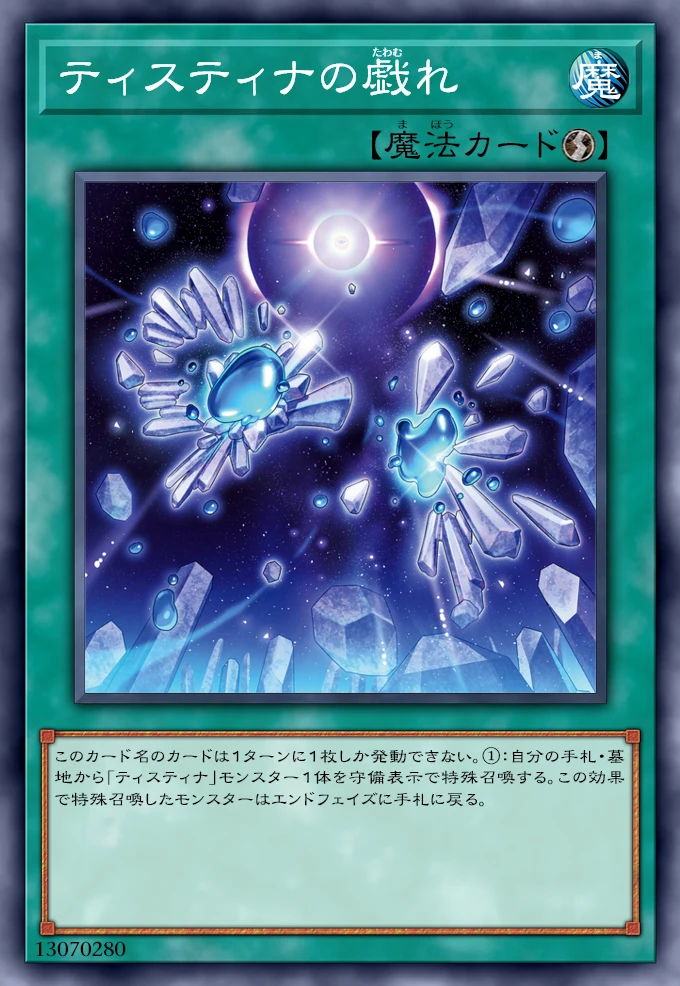 ティスティナの戯れ
たわむ
魔
ま
【魔法カード】
ま ほう
このカード名のカードは1ターンに1枚しか発動できない。①:自分の手札・墓
地から「ティスティナ」モンスター1体を守備表示で特殊召喚する。この効果
で特殊召喚したモンスターはエンドフェイズに手札に戻る。
13070280